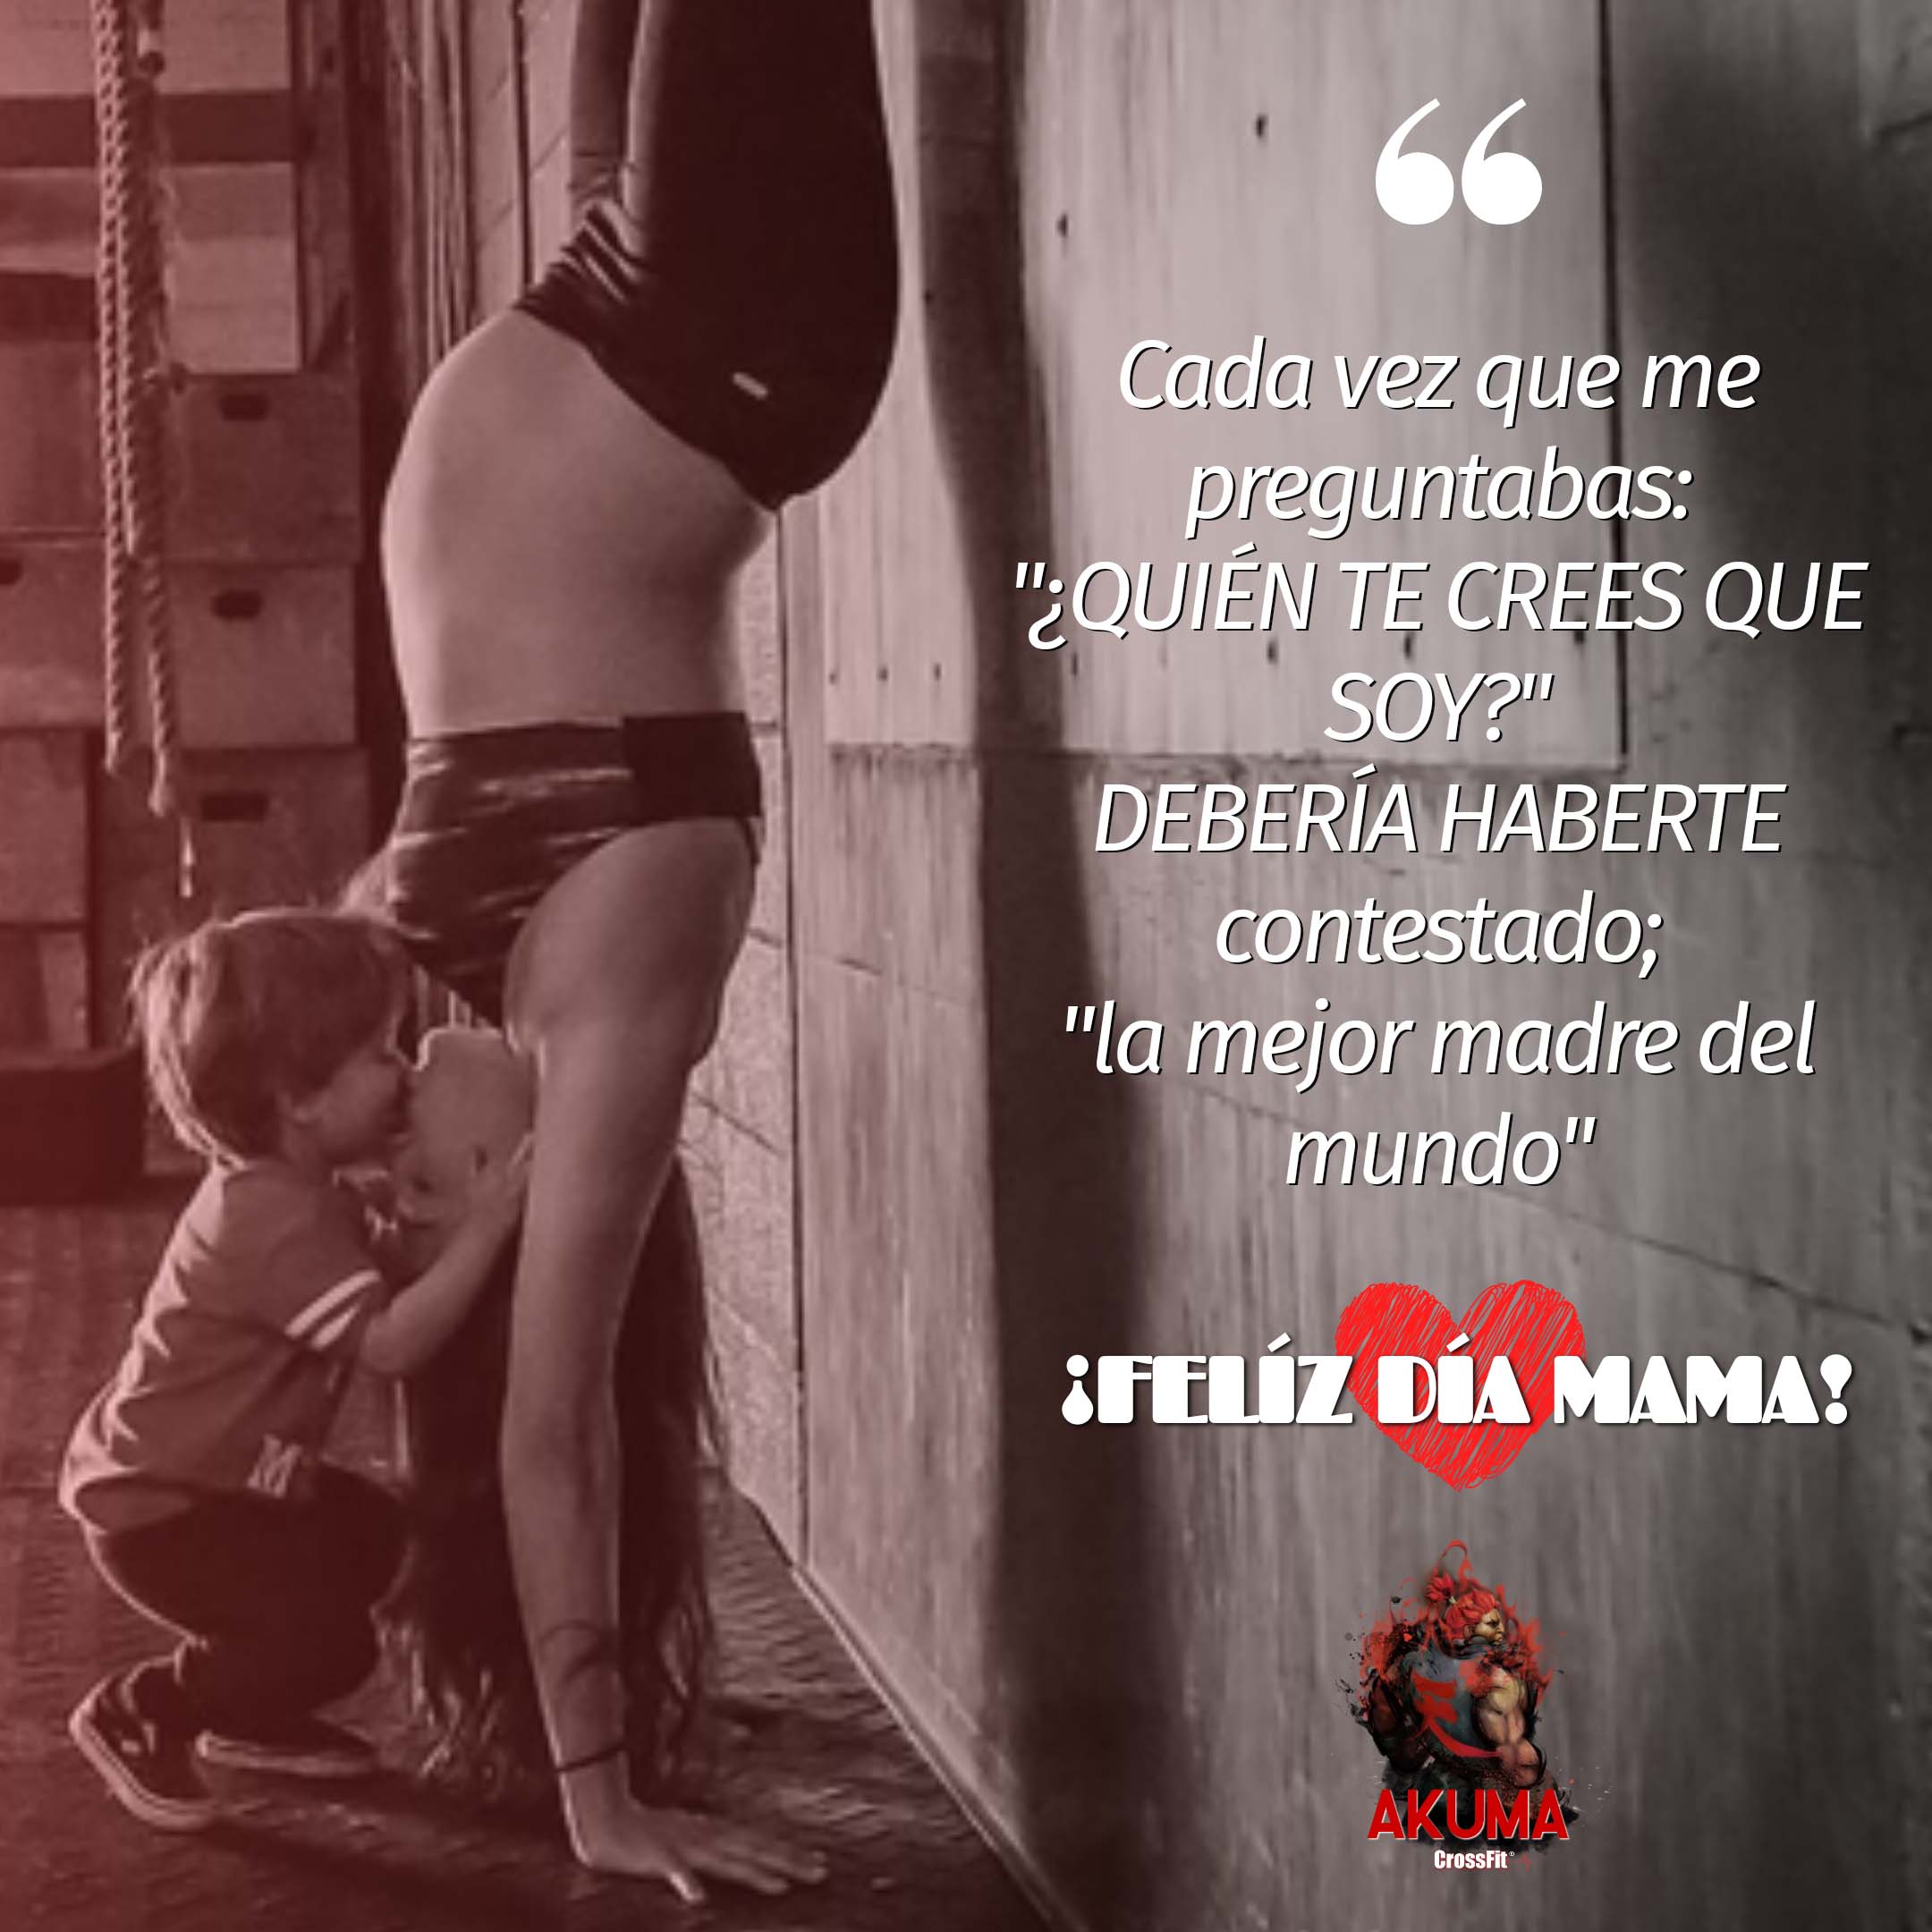 “
Cada vez que me
preguntabas:
"¿QUIÉN TE CREES QUE
SOY?"
DEBERÍA HABERTE
contestado;
"la mejor madre del
mundo"
¡FELÍZ DÍA MAMA!
AKUMA
CrossFit®